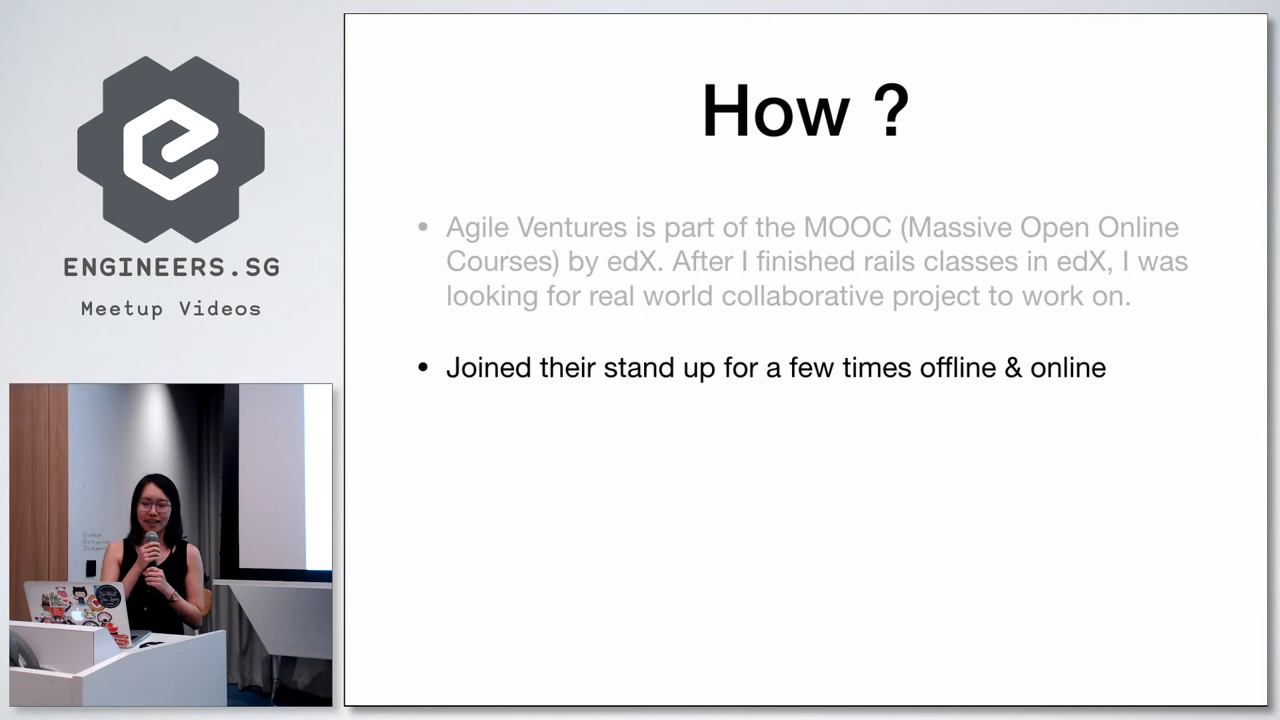 ENGINEERS.SG
Meetup Videos
How ?
• Agile Ventures is part of the MOOC (Massive Open Online
Courses) by edX. After I finished rails classes in edX, I was
looking for real world collaborative project to work on.
• Joined their stand up for a few times offline & online